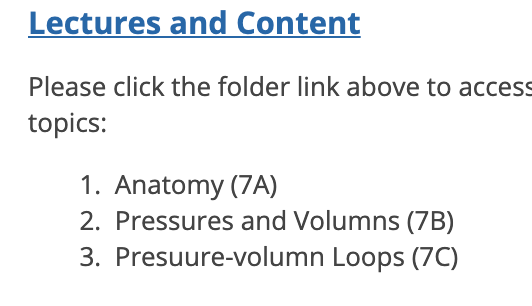 Lectures and Content
Please click the folder link above to access
topics:
1. Anatomy (7A)
2. Pressures and Volumns (7B)
3. Presuure-volumn Loops (7C)